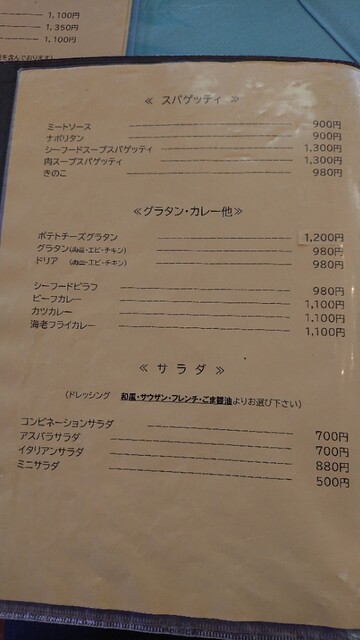 1,100円
1,350円
1,100円
≪ スパゲッティ ≫
ミートソース 900円
ナポリタン 900円
シーフードスープスパゲッティ 1,300円
肉スープスパゲッティ 1,300円
きのこ 980円
≪グラタン・カレー他≫
ポテトチーズグラタン 1,200円
グラタン(・エビ・チキン) 980円
ドリア (・エビ・チキン) 980円
シーフードピラフ 980円
ビーフカレー 1,100円
カツカレー 1,100円
海老フライカレー 1,100円
≪ サ ラ ダ ≫
(ドレッシング 和風・サウザン・フレンチ・ごま醤油よりお選び下さい)
コンビネーションサラダ 700円
アスパラサラダ 700円
イタリアンサラダ 880円
ミニサラダ 500円